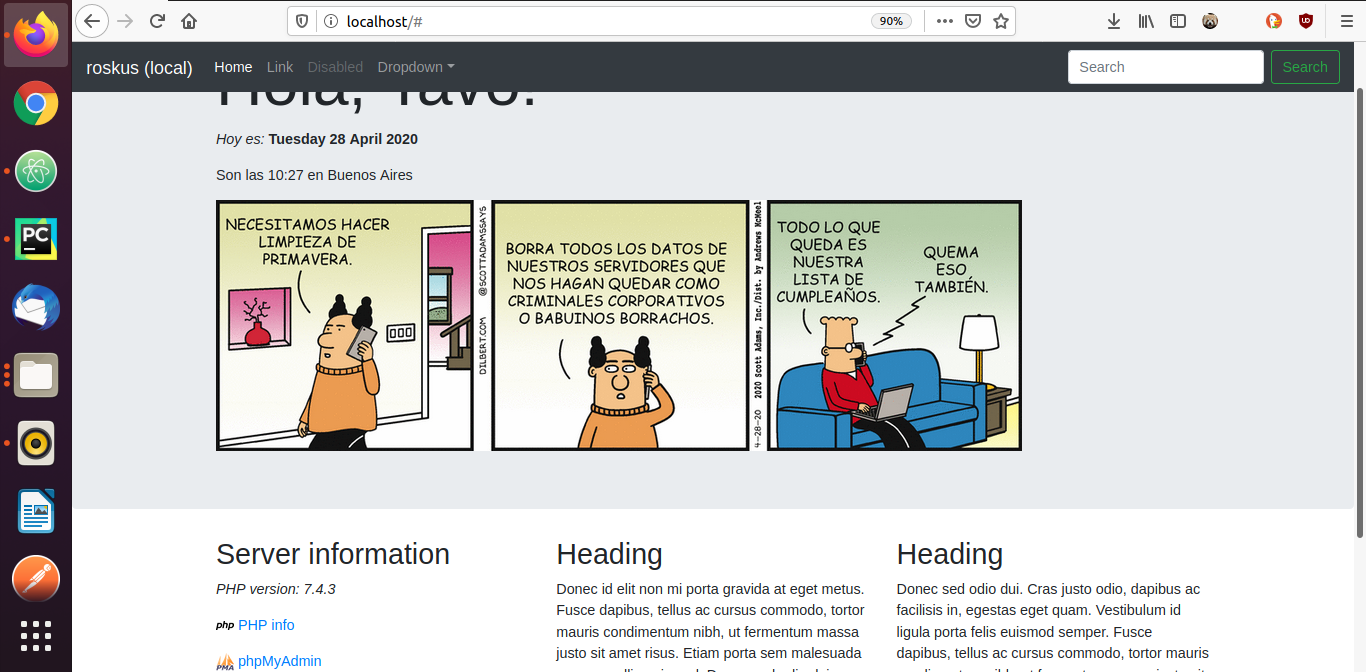 localhost/#
90%
roskus (local)
Home
Link
Disabled
Dropdown
Search
Search
Hola, Tavo!
Hoy es: Tuesday 28 April 2020
Son las 10:27 en Buenos Aires
NECESITAMOS HACER
LIMPIEZA DE
PRIMAVERA.
DILBERT.COM @SCOTTADAMSSAYS
BORRA TODOS LOS DATOS DE
NUESTROS SERVIDORES QUE
NOS HAGAN QUEDAR COMO
CRIMINALES CORPORATIVOS
O BABUINOS BORRACHOS.
4-28-20 2020 Scott Adams, Inc./Dist. by Andrews McMeel
TODO LO QUE
QUEDA ES
NUESTRA
LISTA DE
CUMPLEAÑOS.
QUEMA
ESO
TAMBIÉN.
PC
Server information
PHP version: 7.4.3
php PHP info
PMA phpMyAdmin
Heading
Donec id elit non mi porta gravida at eget metus.
Fusce dapibus, tellus ac cursus commodo, tortor
mauris condimentum nibh, ut fermentum massa
justo sit amet risus. Etiam porta sem malesuada
Heading
Donec sed odio dui. Cras justo odio, dapibus ac
facilisis in, egestas eget quam. Vestibulum id
ligula porta felis euismod semper. Fusce
dapibus, tellus ac cursus commodo, tortor mauris